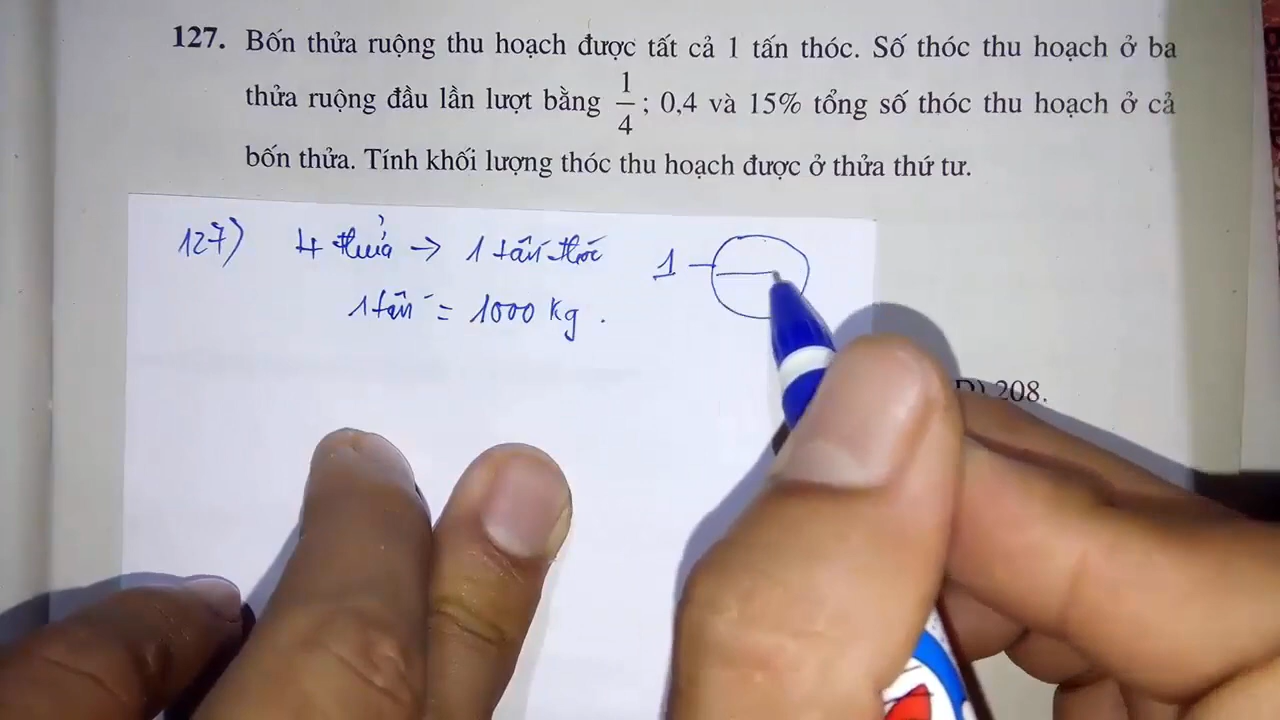 127. Bốn thửa ruộng thu hoạch được tất cả 1 tấn thóc. Số thóc thu hoạch ở ba
thửa ruộng đầu lần lượt bằng 1/4; 0,4 và 15% tổng số thóc thu hoạch ở cả
bốn thửa. Tính khối lượng thóc thu hoạch được ở thửa thứ tư.
127) 4 thửa → 1 tấn thóc 1
1 tấn = 1000 kg.
D) 208.